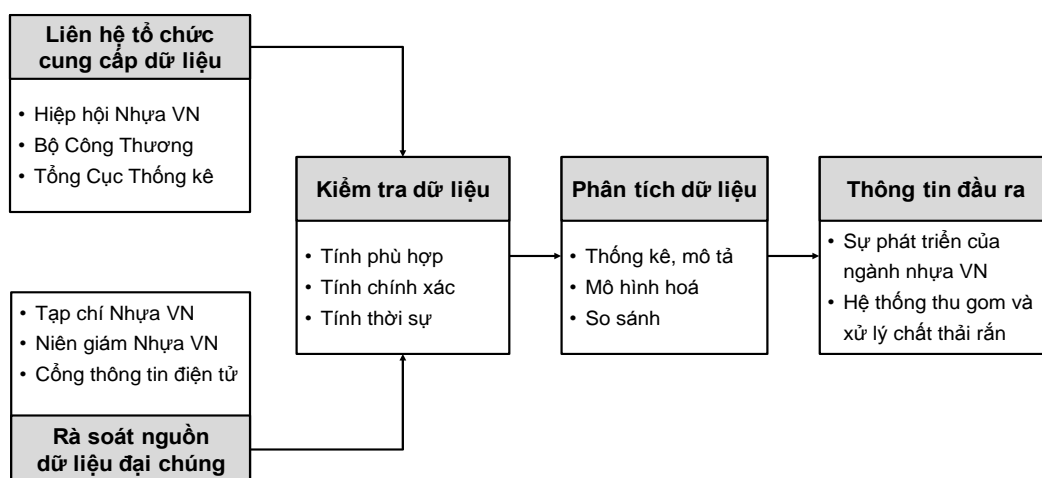 Liên hệ tổ chức
cung cấp dữ liệu
• Hiệp hội Nhựa VN
• Bộ Công Thương
• Tổng Cục Thống kê
• Tạp chí Nhựa VN
• Niên giám Nhựa VN
• Cổng thông tin điện tử
Rà soát nguồn
dữ liệu đại chúng
Kiểm tra dữ liệu
• Tính phù hợp
• Tính chính xác
• Tính thời sự
Phân tích dữ liệu
• Thống kê, mô tả
• Mô hình hoá
• So sánh
Thông tin đầu ra
• Sự phát triển của
ngành nhựa VN
• Hệ thống thu gom và
xử lý chất thải rắn